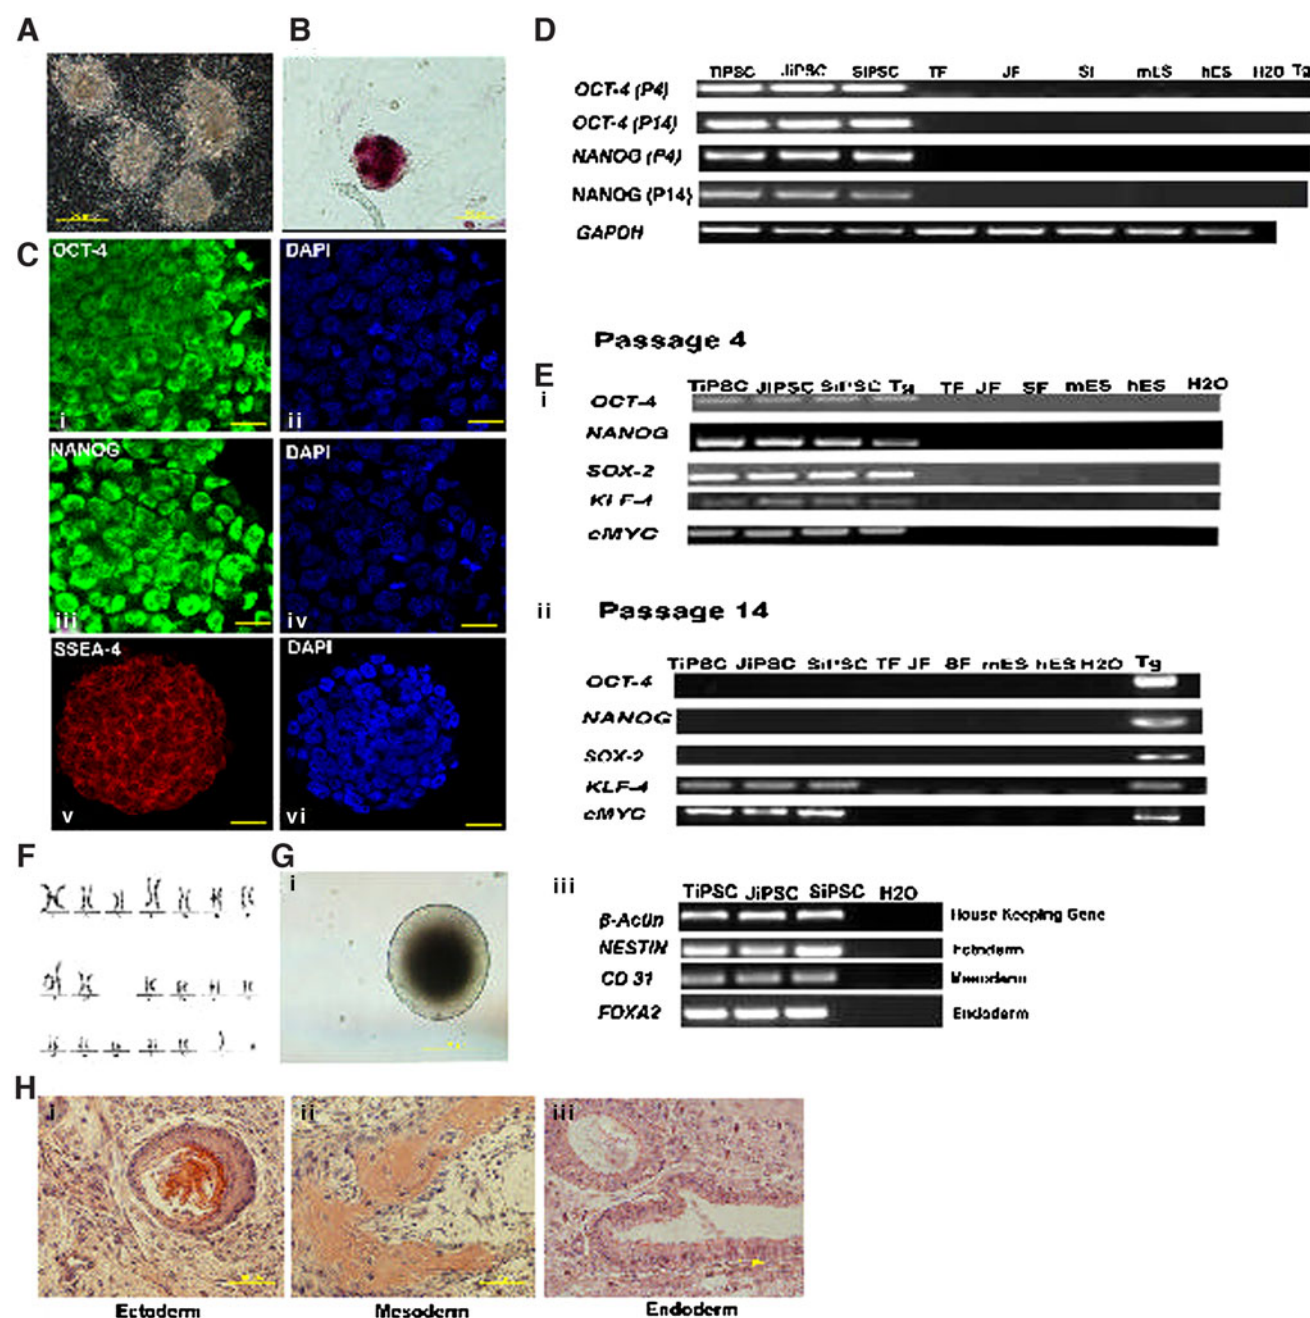 A
B
C
OCT-4
DAPI
i
ii
NANOG
DAPI
iii
iv
SSEA-4
DAPI
v
vi
D
TiPSC JiPSC SiPSC TF JF SI mES hES H2O Tg
OCT-4 (P4)
OCT-4 (P14)
NANOG (P4)
NANOG (P14)
GAPDH
Passage 4
E
i
TiPSC JiPSC SiPSC Tg TF JF SF mES hES H2O
OCT-4
NANOG
SOX-2
KLF-4
cMYC
ii
Passage 14
TiPSC JiPSC SiPSC TF JF SF mES hES H2O Tg
OCT-4
NANOG
SOX-2
KLF-4
cMYC
iii
TiPSC JiPSC SiPSC H2O
β-Actin House Keeping Gene
NESTIN Ectoderm
CD 31 Mesoderm
FOXA2 Endoderm
F
G
i
H
i
ii
iii
Ectoderm
Mesoderm
Endoderm